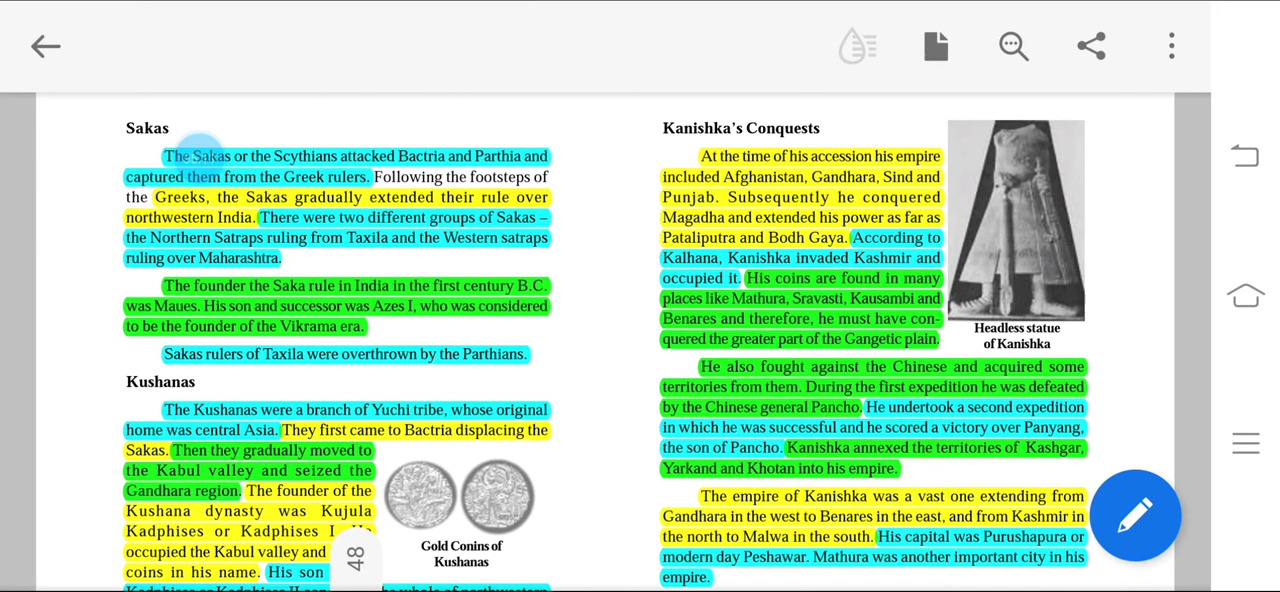 Sakas
The Sakas or the Scythians attacked Bactria and Parthia and
captured them from the Greek rulers. Following the footsteps of
the Greeks, the Sakas gradually extended their rule over
northwestern India. There were two different groups of Sakas –
the Northern Satraps ruling from Taxila and the Western satraps
ruling over Maharashtra.
The founder the Saka rule in India in the first century B.C.
was Maues. His son and successor was Azes I, who was considered
to be the founder of the Vikrama era.
Sakas rulers of Taxila were overthrown by the Parthians.
Kushanas
The Kushanas were a branch of Yuchi tribe, whose original
home was central Asia. They first came to Bactria displacing the
Sakas. Then they gradually moved to
the Kabul valley and seized the
Gandhara region. The founder of the
Kushana dynasty was Kujula
Kadphises or Kadphises I. He
occupied the Kabul valley and
coins in his name. His son
Gold Conins of
Kushanas
48
Kanishka's Conquests
At the time of his accession his empire
included Afghanistan, Gandhara, Sind and
Punjab. Subsequently he conquered
Magadha and extended his power as far as
Pataliputra and Bodh Gaya. According to
Kalhana, Kanishka invaded Kashmir and
occupied it. His coins are found in many
places like Mathura, Sravasti, Kausambi and
Benares and therefore, he must have con-
quered the greater part of the Gangetic plain.
Headless statue
of Kanishka
He also fought against the Chinese and acquired some
territories from them. During the first expedition he was defeated
by the Chinese general Pancho. He undertook a second expedition
in which he was successful and he scored a victory over Panyang,
the son of Pancho. Kanishka annexed the territories of Kashgar,
Yarkand and Khotan into his empire.
The empire of Kanishka was a vast one extending from
Gandhara in the west to Benares in the east, and from Kashmir in
the north to Malwa in the south. His capital was Purushapura or
modern day Peshawar. Mathura was another important city in his
empire.